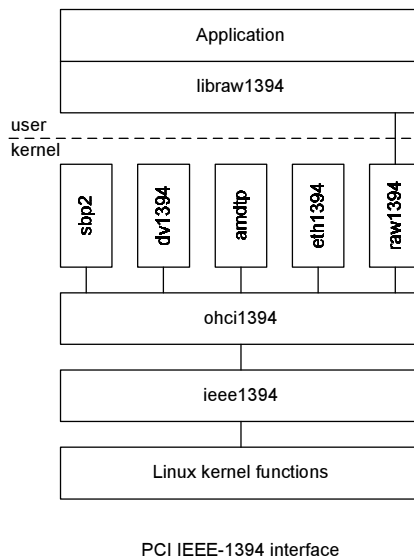 Application
libraw1394
user
kernel
sbp2
dv1394
amdtp
eth1394
raw1394
ohci1394
ieee1394
Linux kernel functions
PCI IEEE-1394 interface